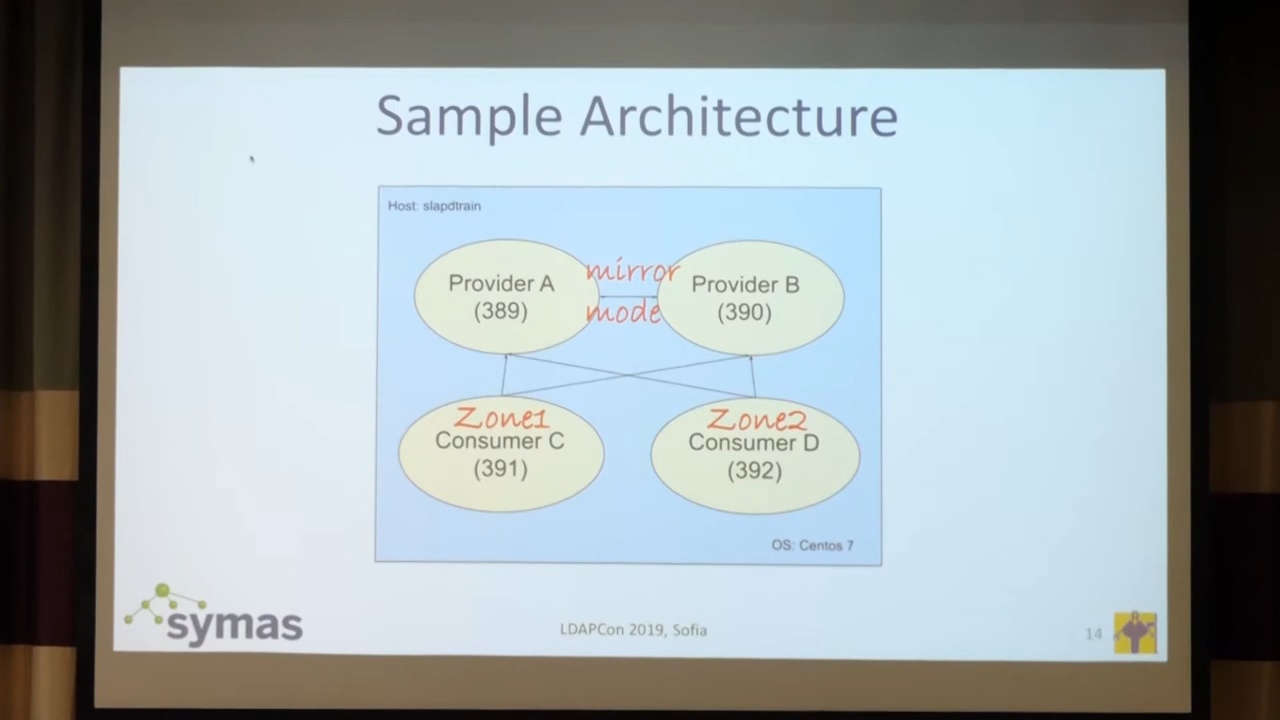 Sample Architecture
Host: slapdtrain
Provider A
(389)
mirror
mode
Provider B
(390)
Zone1
Consumer C
(391)
Zone2
Consumer D
(392)
OS: Centos 7
symas
LDAPCon 2019, Sofia
14